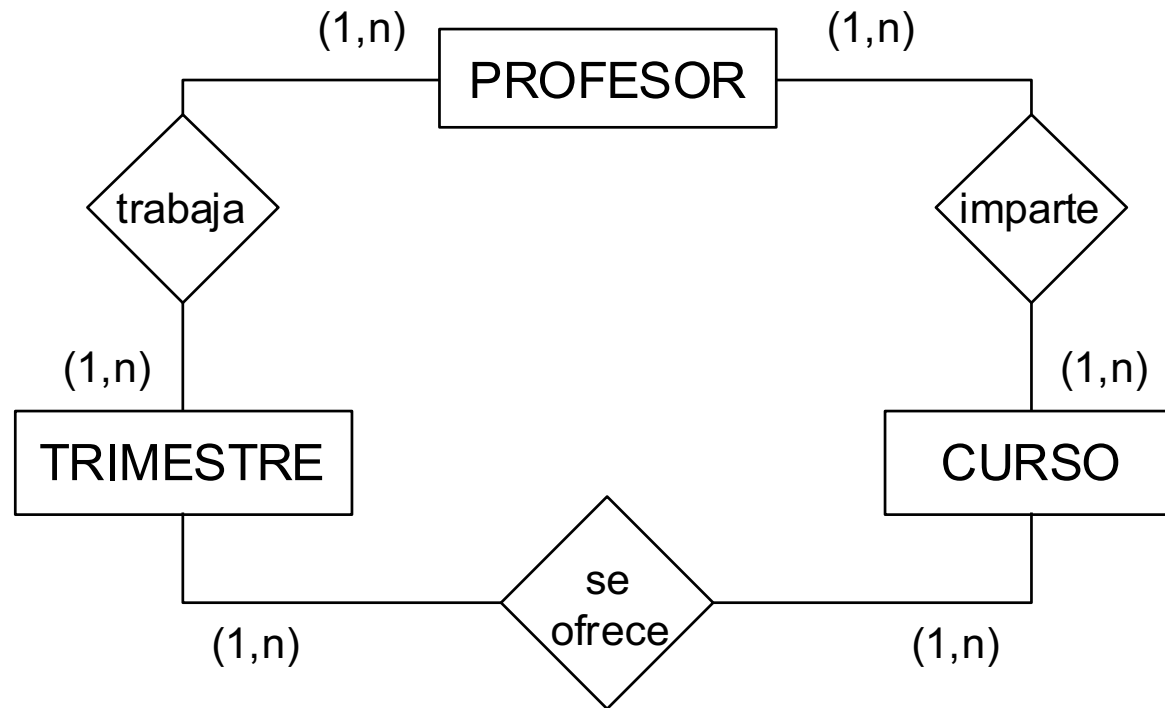 (1,n)
(1,n)
PROFESOR
trabaja
imparte
(1,n)
(1,n)
TRIMESTRE
CURSO
se
ofrece
(1,n)
(1,n)